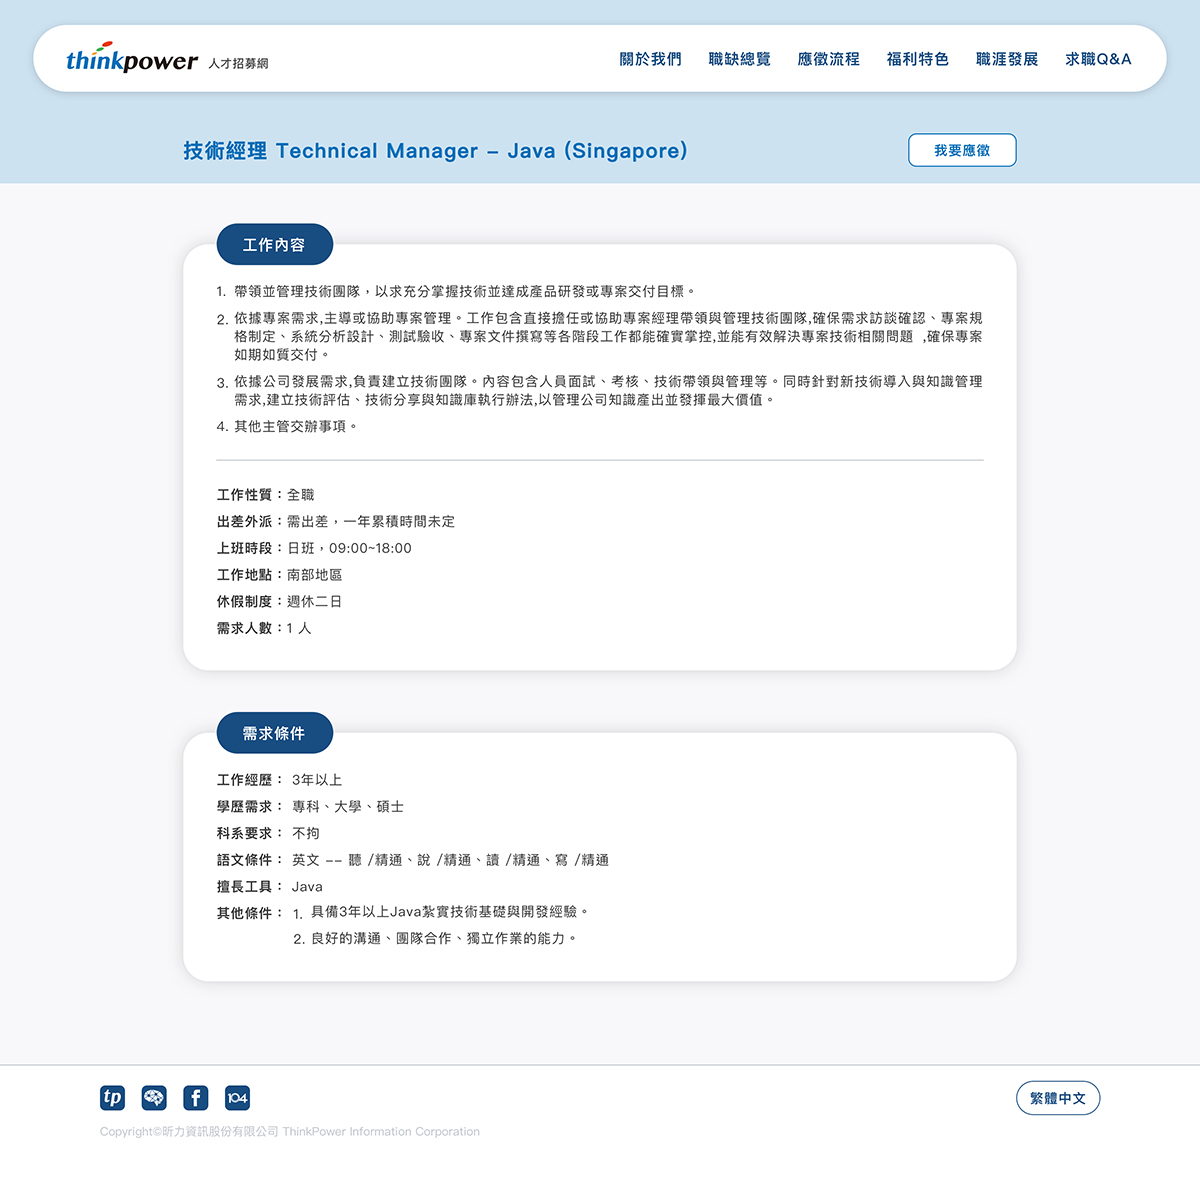 thinkpower 人才招募網
關於我們 職缺總覽 應徵流程 福利特色 職涯發展 求職Q&A
技術經理 Technical Manager – Java (Singapore)
我要應徵
工作內容
1. 帶領並管理技術團隊，以求充分掌握技術並達成產品研發或專案交付目標。
2. 依據專案需求,主導或協助專案管理。工作包含直接擔任或協助專案經理帶領與管理技術團隊,確保需求訪談確認、專案規
格制定、系統分析設計、測試驗收、專案文件撰寫等各階段工作都能確實掌控,並能有效解決專案技術相關問題 ,確保專案
如期如質交付。
3. 依據公司發展需求,負責建立技術團隊。內容包含人員面試、考核、技術帶領與管理等。同時針對新技術導入與知識管理
需求,建立技術評估、技術分享與知識庫執行辦法,以管理公司知識產出並發揮最大價值。
4. 其他主管交辦事項。
工作性質：全職
出差外派：需出差，一年累積時間未定
上班時段：日班，09:00~18:00
工作地點：南部地區
休假制度：週休二日
需求人數：1 人
需求條件
工作經歷： 3年以上
學歷需求： 專科、大學、碩士
科系要求： 不拘
語文條件： 英文 -- 聽 /精通、說 /精通、讀 /精通、寫 /精通
擅長工具： Java
其他條件： 1. 具備3年以上Java紮實技術基礎與開發經驗。
2. 良好的溝通、團隊合作、獨立作業的能力。
tp f 104
繁體中文
Copyright©昕力資訊股份有限公司 ThinkPower Information Corporation